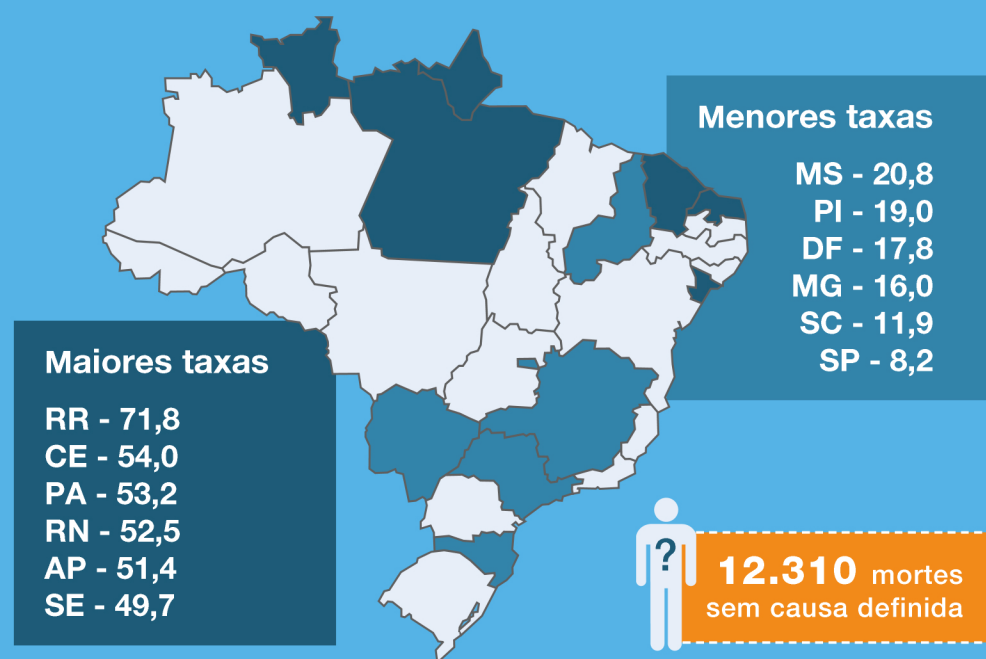 Menores taxas
MS - 20,8
PI - 19,0
DF - 17,8
MG - 16,0
SC - 11,9
SP - 8,2
Maiores taxas
RR - 71,8
CE - 54,0
PA - 53,2
RN - 52,5
AP - 51,4
SE - 49,7
?
12.310 mortes
sem causa definida